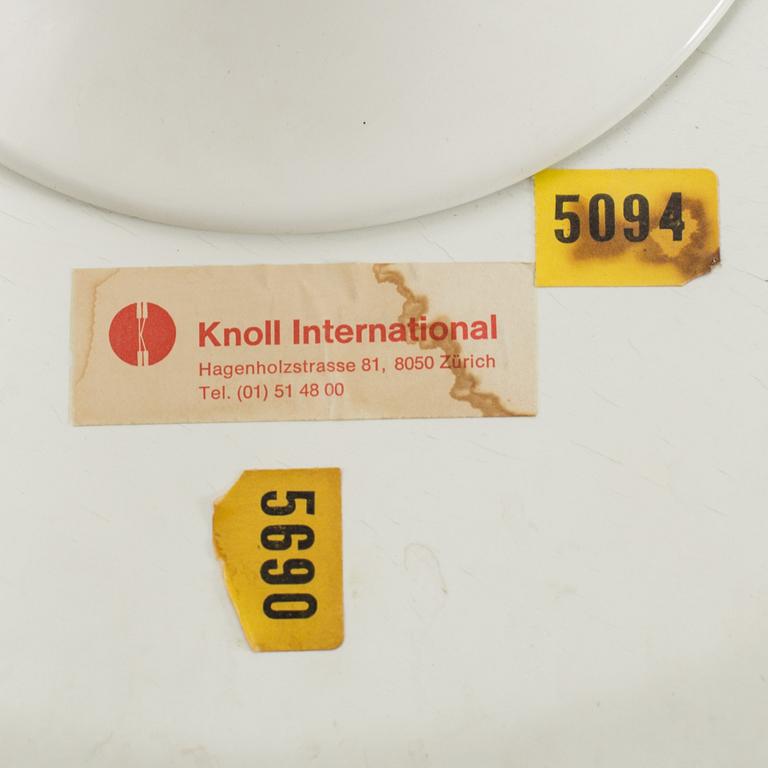 5094
Knoll International
Hagenholzstrasse 81, 8050 Zürich
Tel. (01) 51 48 00
5690